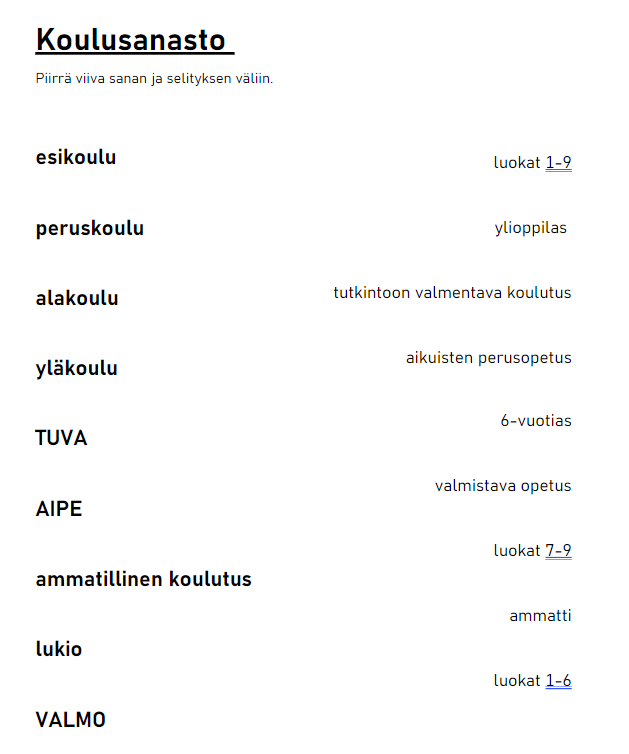 Koulusanasto
Piirrä viiva sanan ja selityksen väliin.
esikoulu
luokat 1-9
peruskoulu
ylioppilas
alakoulu
tutkintoon valmentava koulutus
yläkoulu
aikuisten perusopetus
6-vuotias
TUVA
valmistava opetus
AIPE
luokat 7-9
ammatillinen koulutus
ammatti
lukio
luokat 1-6
VALMO